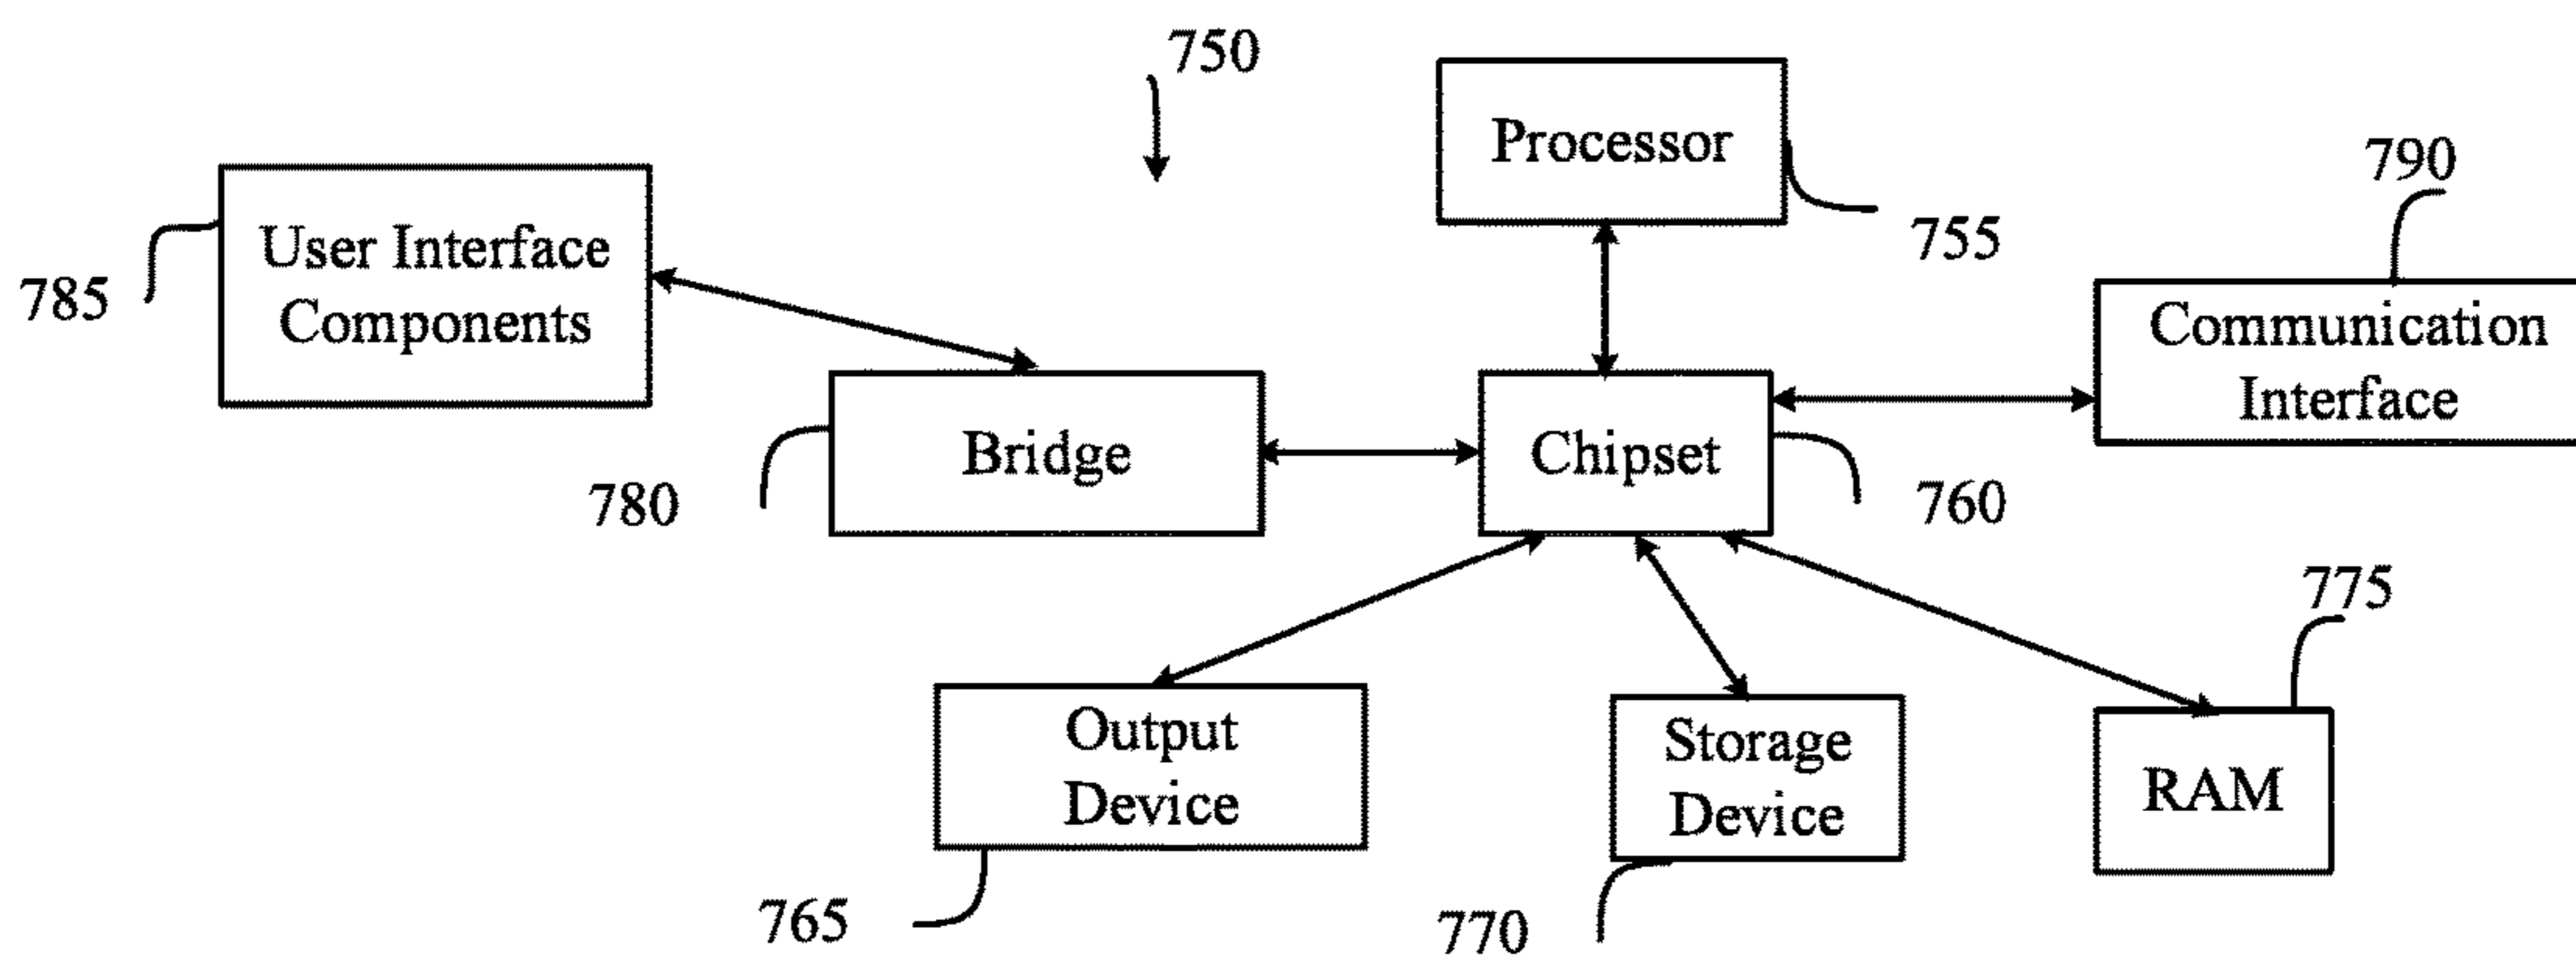 750
Processor
790
755
User Interface
Components
785
Communication
Interface
Bridge
Chipset
780
760
775
Output
Device
Storage
Device
RAM
765
770